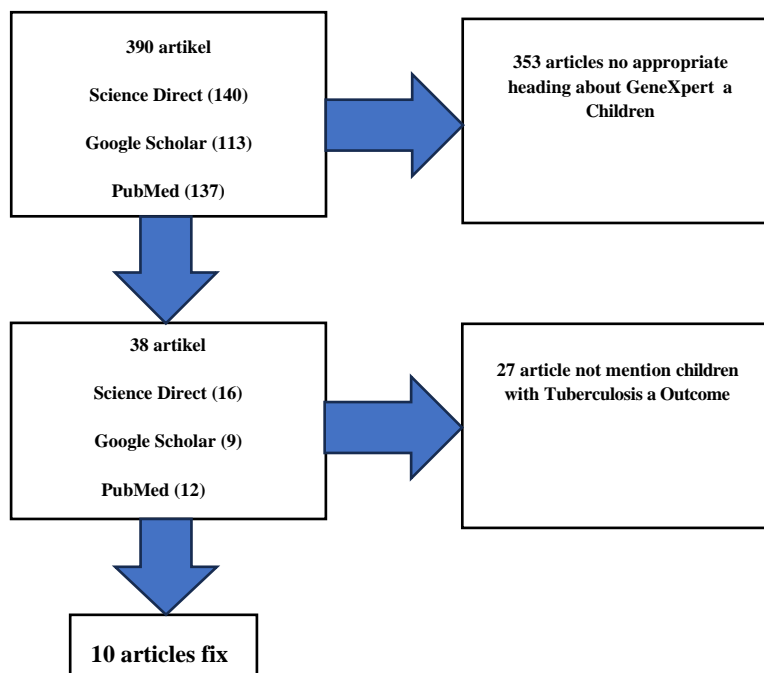 390 artikel
Science Direct (140)
Google Scholar (113)
PubMed (137)
353 articles no appropriate
heading about GeneXpert a
Children
38 artikel
Science Direct (16)
Google Scholar (9)
PubMed (12)
27 article not mention children
with Tuberculosis a Outcome
10 articles fix